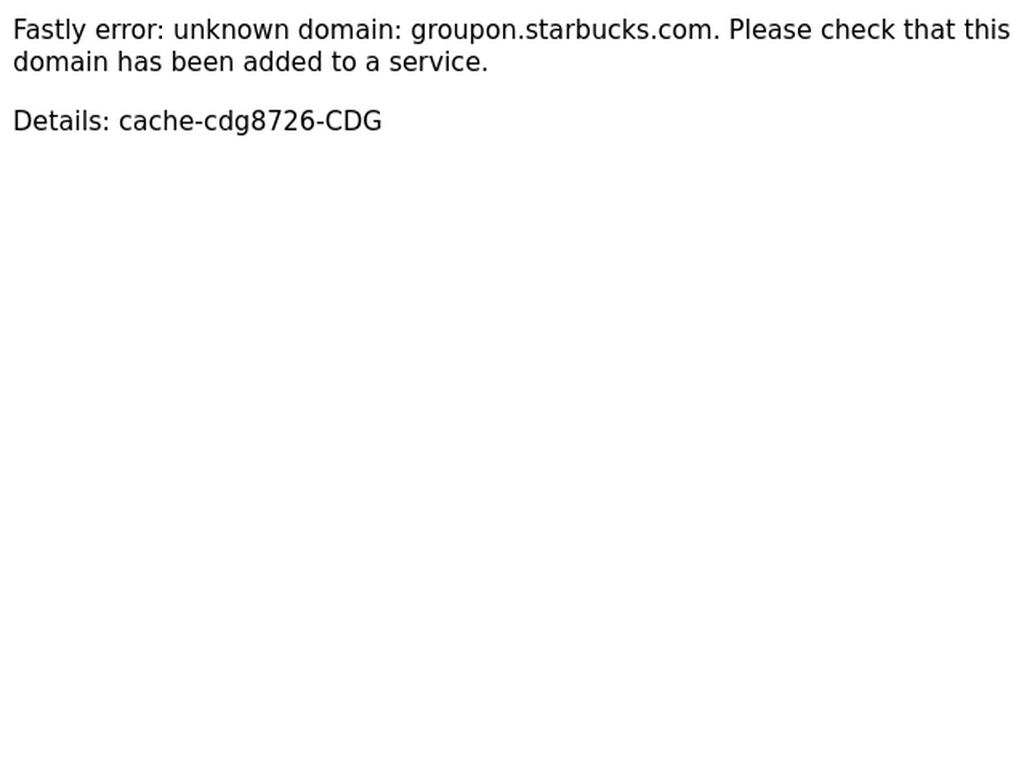 Fastly error: unknown domain: groupon.starbucks.com. Please check that this
domain has been added to a service.
Details: cache-cdg8726-CDG